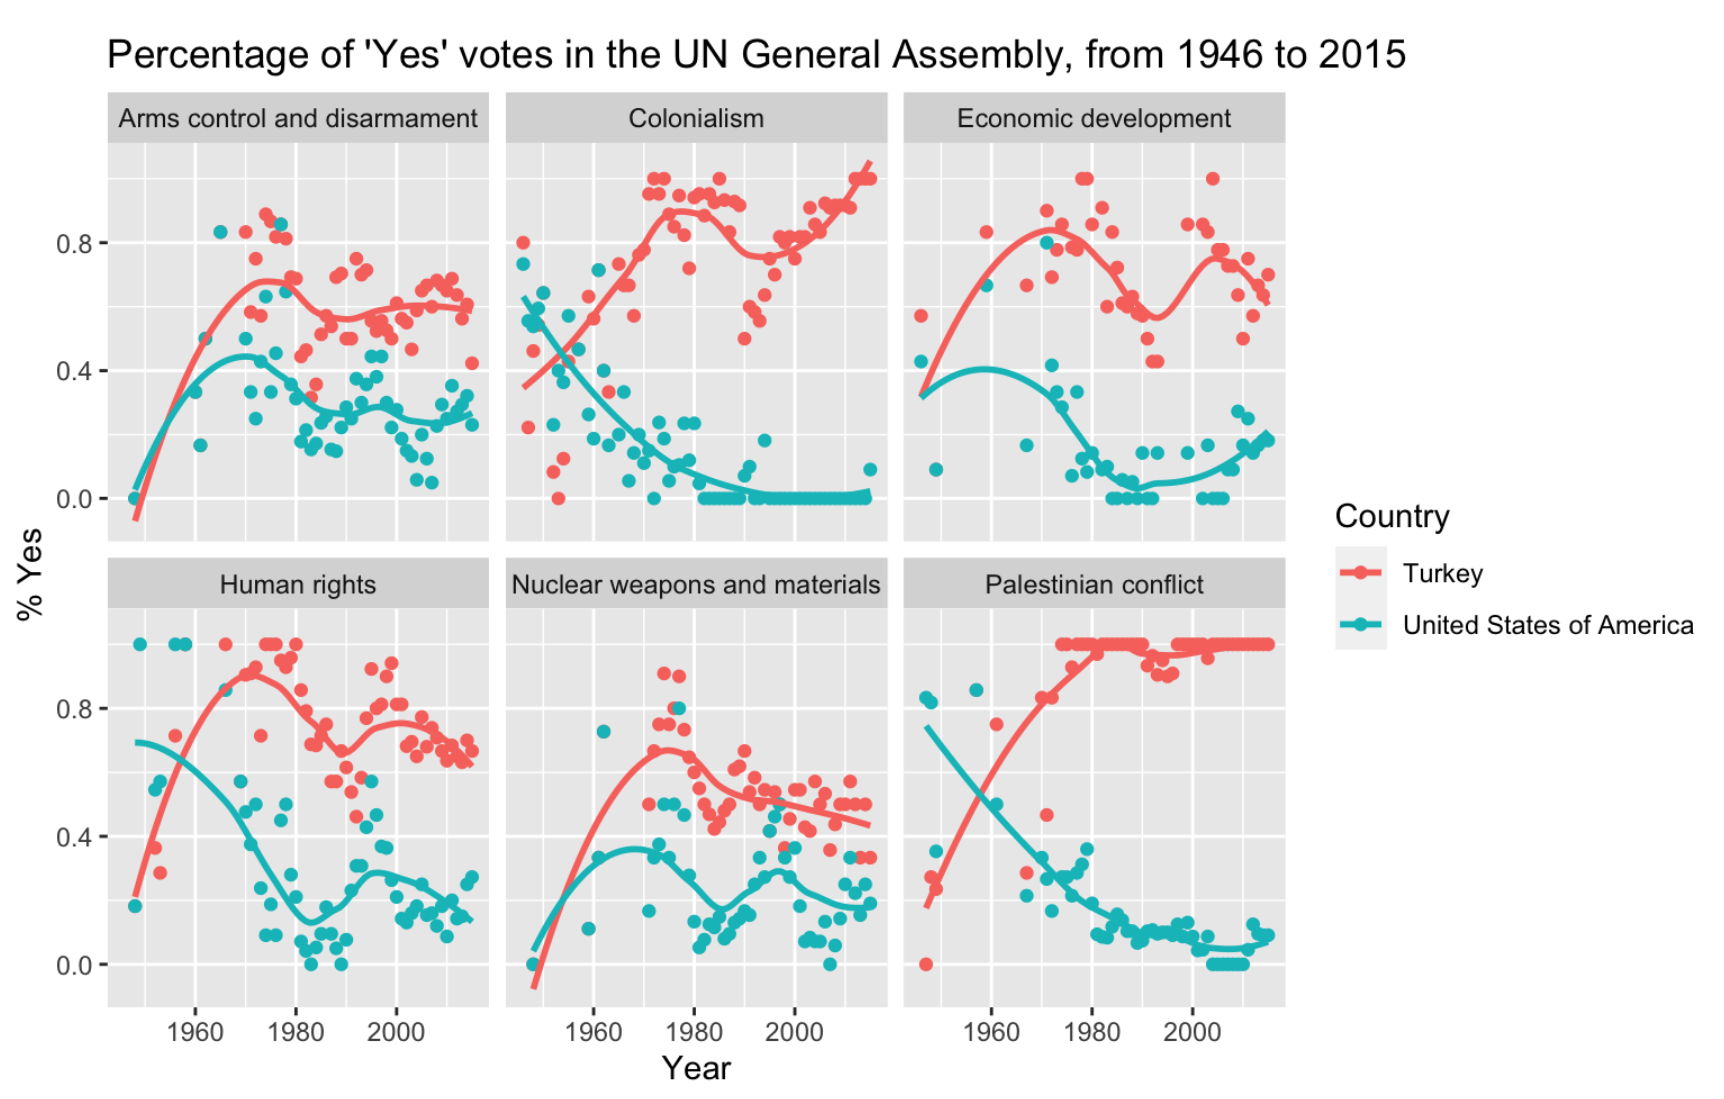 Percentage of 'Yes' votes in the UN General Assembly, from 1946 to 2015
Arms control and disarmament
Colonialism
Economic development
0.8
0.4
0.0
% Yes
Human rights
Nuclear weapons and materials
Palestinian conflict
0.8
0.4
0.0
1960 1980 2000
1960 1980 2000
1960 1980 2000
Year
Country
Turkey
United States of America